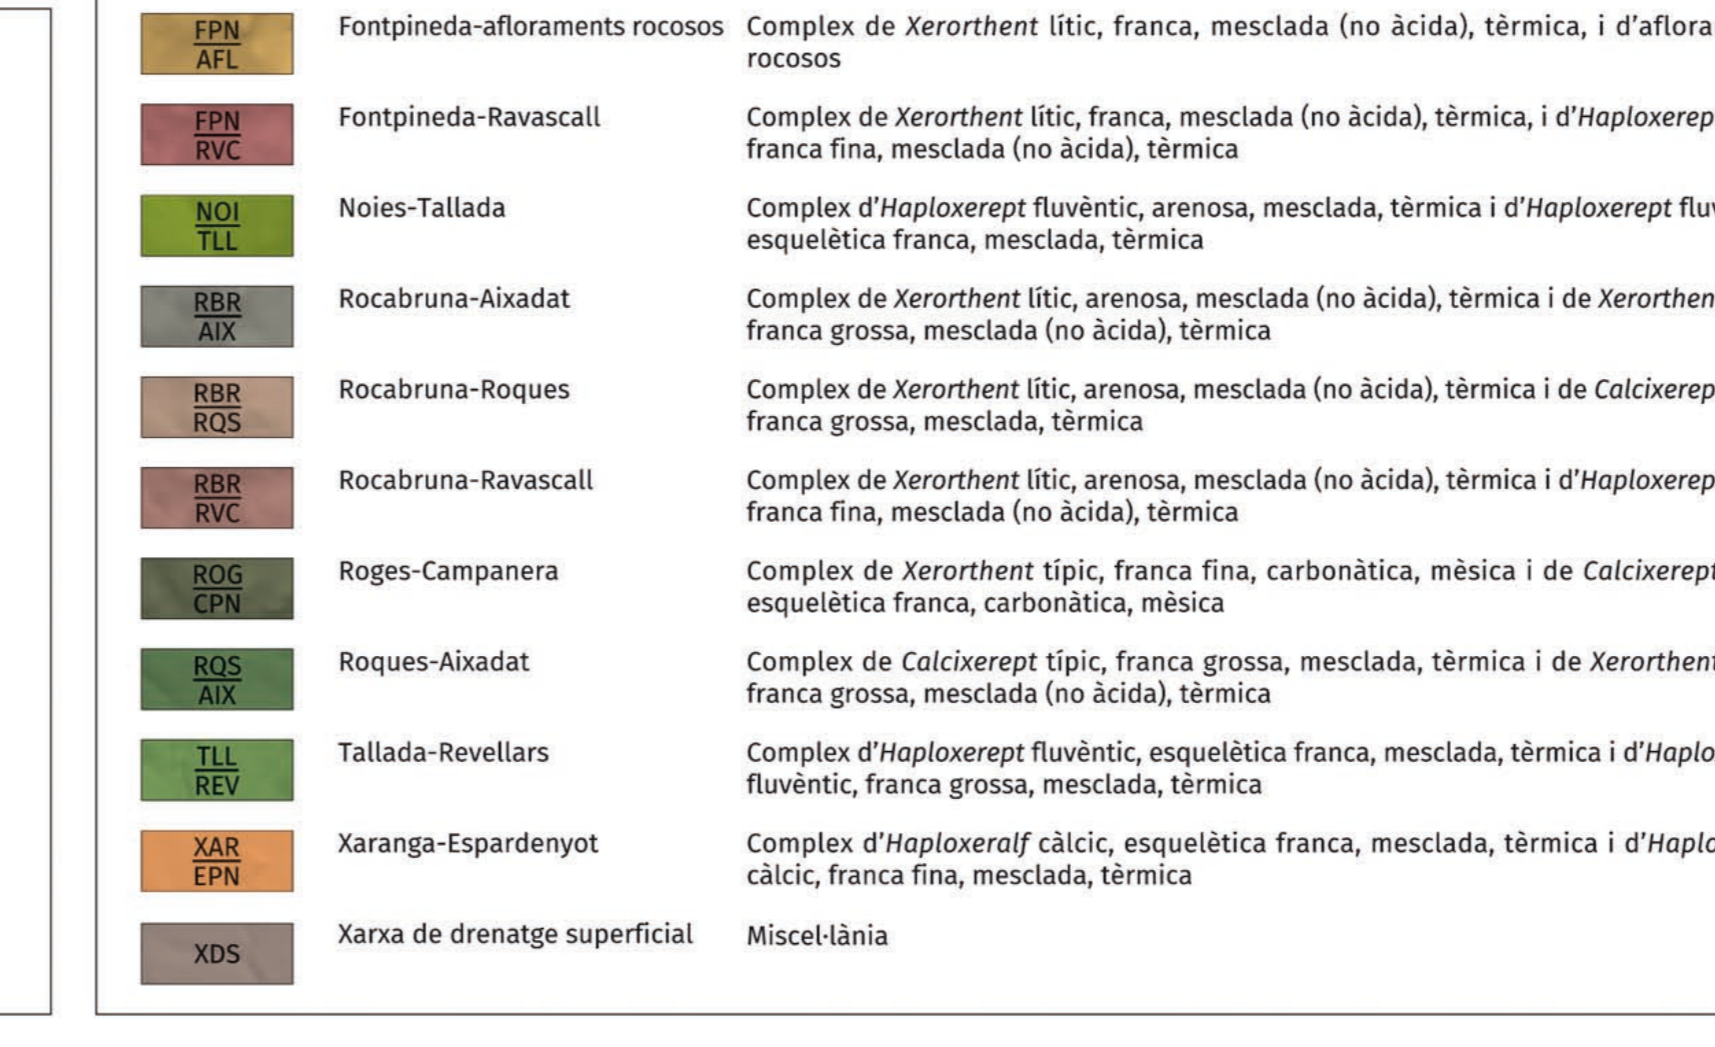 FPN
AFL
Fontpineda-afloraments rocosos
Complex de Xerorthent lític, franca, mesclada (no àcida), tèrmica, i d’aflora
rocosos
FPN
RVC
Fontpineda-Ravascall
Complex de Xerorthent lític, franca, mesclada (no àcida), tèrmica, i d’Haploxerep
franca fina, mesclada (no àcida), tèrmica
NOI
TLL
Noies-Tallada
Complex d’Haploxerept fluvèntic, arenosa, mesclada, tèrmica i d’Haploxerept fluv
esquelètica franca, mesclada, tèrmica
RBR
AIX
Rocabruna-Aixadat
Complex de Xerorthent lític, arenosa, mesclada (no àcida), tèrmica i de Xerorthen
franca grossa, mesclada (no àcida), tèrmica
RBR
RQS
Rocabruna-Roques
Complex de Xerorthent lític, arenosa, mesclada (no àcida), tèrmica i de Calcixerep
franca grossa, mesclada, tèrmica
RBR
RVC
Rocabruna-Ravascall
Complex de Xerorthent lític, arenosa, mesclada (no àcida), tèrmica i d’Haploxerep
franca fina, mesclada (no àcida), tèrmica
ROG
CPN
Roges-Campanera
Complex de Xerorthent típic, franca fina, carbonàtica, mèsica i de Calcixerept
esquelètica franca, carbonàtica, mèsica
RQS
AIX
Roques-Aixadat
Complex de Calcixerept típic, franca grossa, mesclada, tèrmica i de Xerorthent
franca grossa, mesclada (no àcida), tèrmica
TLL
REV
Tallada-Revellars
Complex d’Haploxerept fluvèntic, esquelètica franca, mesclada, tèrmica i d’Haplo
fluvèntic, franca grossa, mesclada, tèrmica
XAR
EPN
Xaranga-Espardenyot
Complex d’Haploxeralf càlcic, esquelètica franca, mesclada, tèrmica i d’Haplo
càlcic, franca fina, mesclada, tèrmica
XDS
Xarxa de drenatge superficial
Miscel·lània